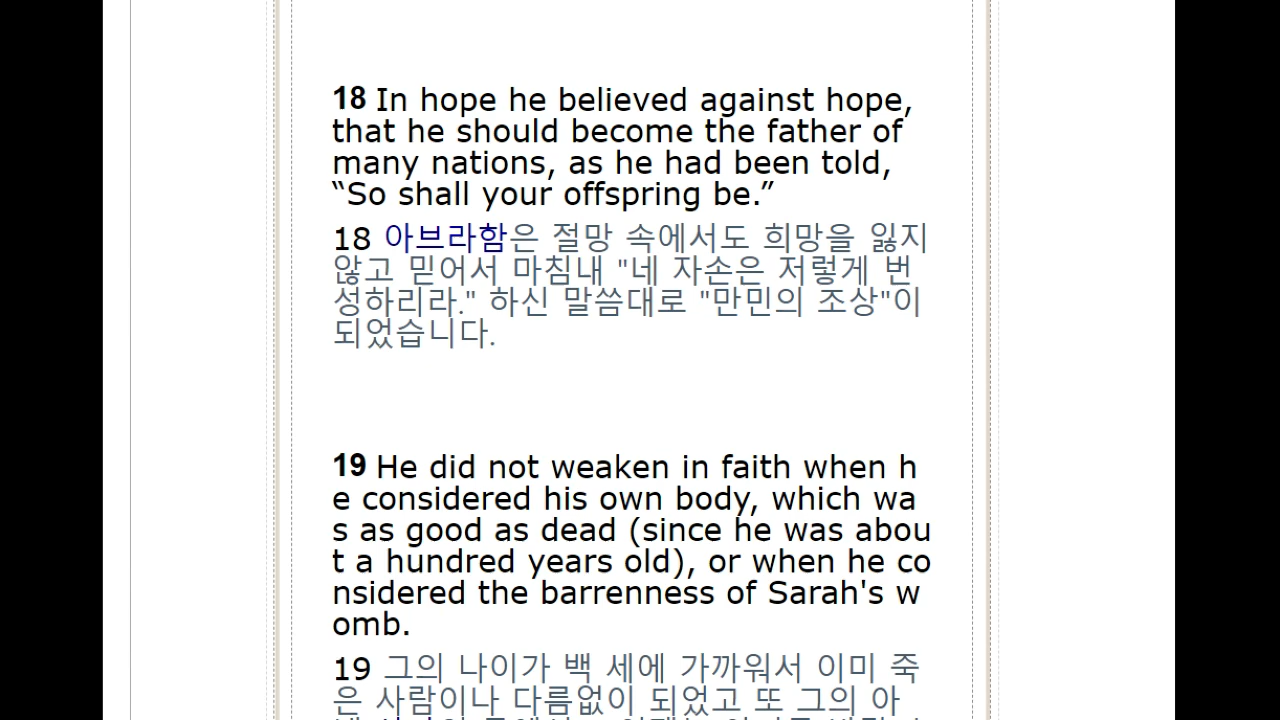 18 In hope he believed against hope,
that he should become the father of
many nations, as he had been told,
“So shall your offspring be.”
18 아브라함은 절망 속에서도 희망을 잃지
않고 믿어서 마침내 "네 자손은 저렇게 번
성하리라." 하신 말씀대로 "만민의 조상"이
되었습니다.
19 He did not weaken in faith when h
e considered his own body, which wa
s as good as dead (since he was abou
t a hundred years old), or when he co
nsidered the barrenness of Sarah's w
omb.
19 그의 나이가 백 세에 가까워서 이미 죽
은 사람이나 다름없이 되었고 또 그의 아